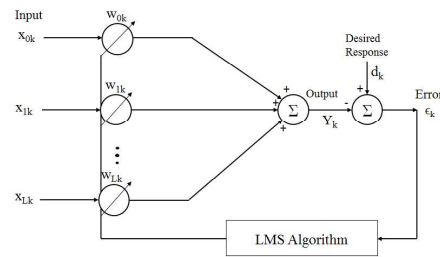 Input
x0k
w0k
Desired
Response
dk
x1k
w1k
+
+
+
Σ
Output
Yk
-
+
Σ
Error
ϵk
xLk
wLk
LMS Algorithm